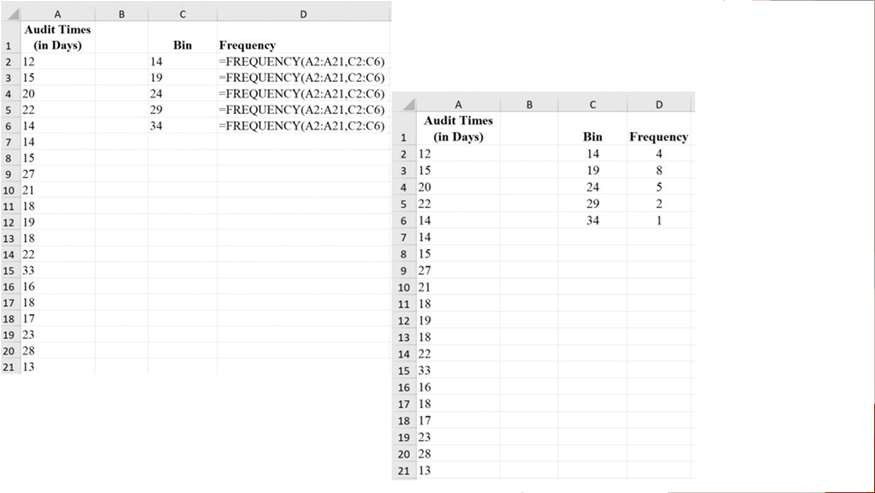 A B C D
Audit Times
1 (in Days) Bin Frequency
2 12 14 =FREQUENCY(A2:A21,C2:C6)
3 15 19 =FREQUENCY(A2:A21,C2:C6)
4 20 24 =FREQUENCY(A2:A21,C2:C6)
5 22 29 =FREQUENCY(A2:A21,C2:C6)
6 14 34 =FREQUENCY(A2:A21,C2:C6)
7 14
8 15
9 27
10 21
11 18
12 19
13 18
14 22
15 33
16 16
17 18
18 17
19 23
20 28
21 13
A B C D
Audit Times
1 (in Days) Bin Frequency
2 12 14 4
3 15 19 8
4 20 24 5
5 22 29 2
6 14 34 1
7 14
8 15
9 27
10 21
11 18
12 19
13 18
14 22
15 33
16 16
17 18
18 17
19 23
20 28
21 13